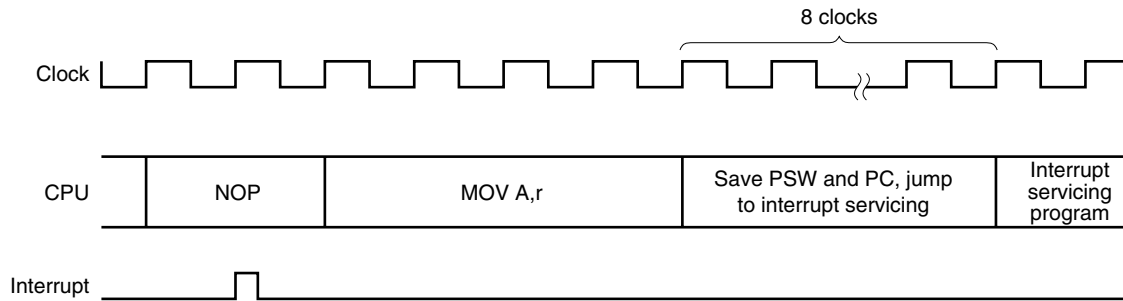 8 clocks
Clock
CPU
NOP
MOV A,r
Save PSW and PC, jump
to interrupt servicing
Interrupt
servicing
program
Interrupt